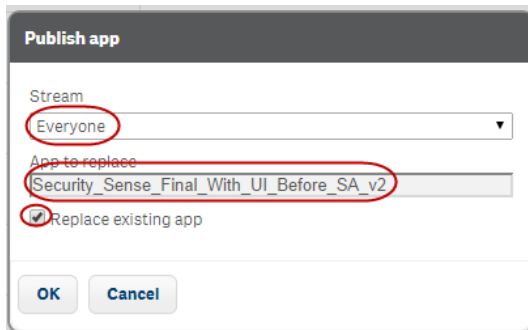 Publish app
Stream
Everyone
App to replace
Security_Sense_Final_With_UI_Before_SA_v2
Replace existing app
OK Cancel